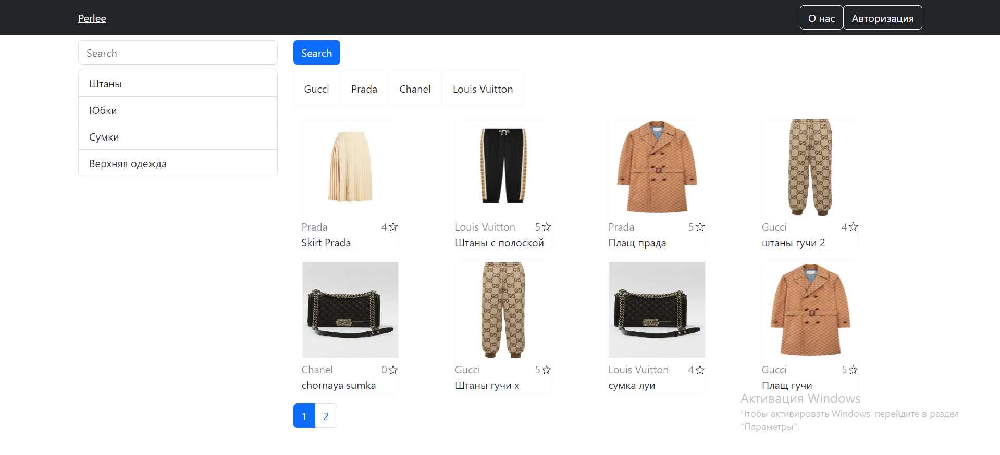 Perlee
О нас
Авторизация
Search
Search
Штаны
Юбки
Сумки
Верхняя одежда
Gucci
Prada
Chanel
Louis Vuitton
Prada 4
Skirt Prada
Louis Vuitton 5
Штаны с полоской
Prada 5
Плащ прада
Gucci 4
штаны гучи 2
Chanel 0
chornaya sumka
Gucci 5
Штаны гучи х
Louis Vuitton 4
сумка луи
Gucci 5
Плащ гучи
1 2
Активация Windows
Чтобы активировать Windows, перейдите в раздел
"Параметры".